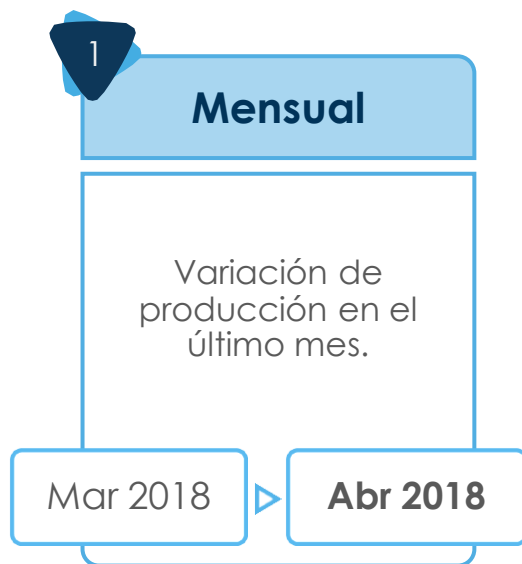 1
Mensual
Variación de
producción en el
último mes.
Mar 2018
Abr 2018